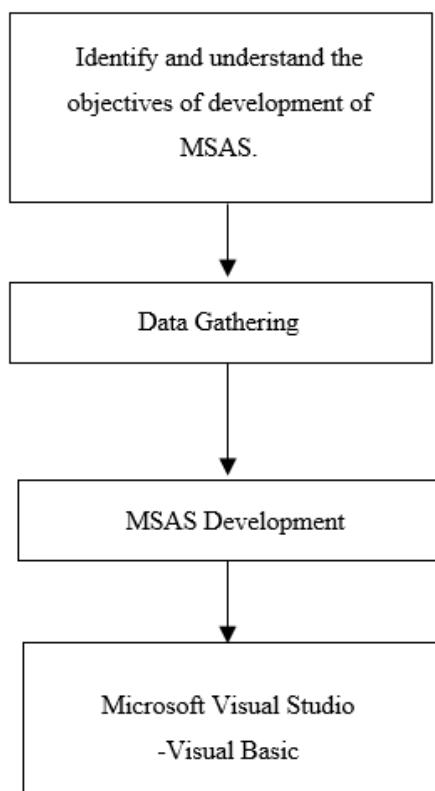 Identify and understand the
objectives of development of
MSAS.
Data Gathering
MSAS Development
Microsoft Visual Studio
-Visual Basic